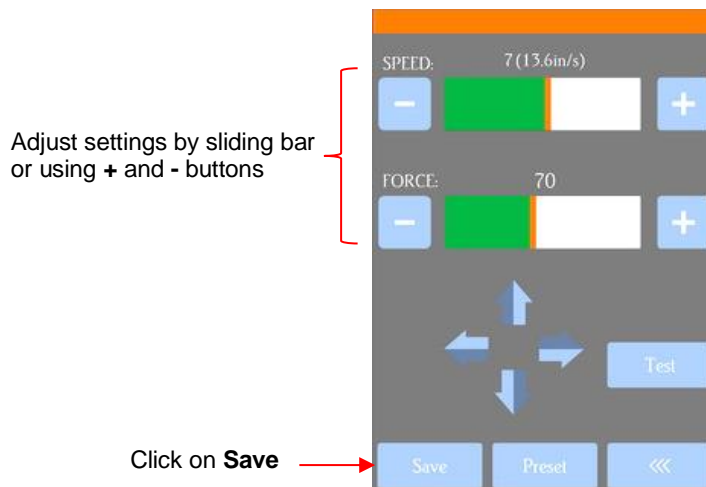 SPEED: 7 (13.6in/s)
− +
Adjust settings by sliding bar
or using + and - buttons
FORCE: 70
− +
Test
Click on Save
Save Preset <<<